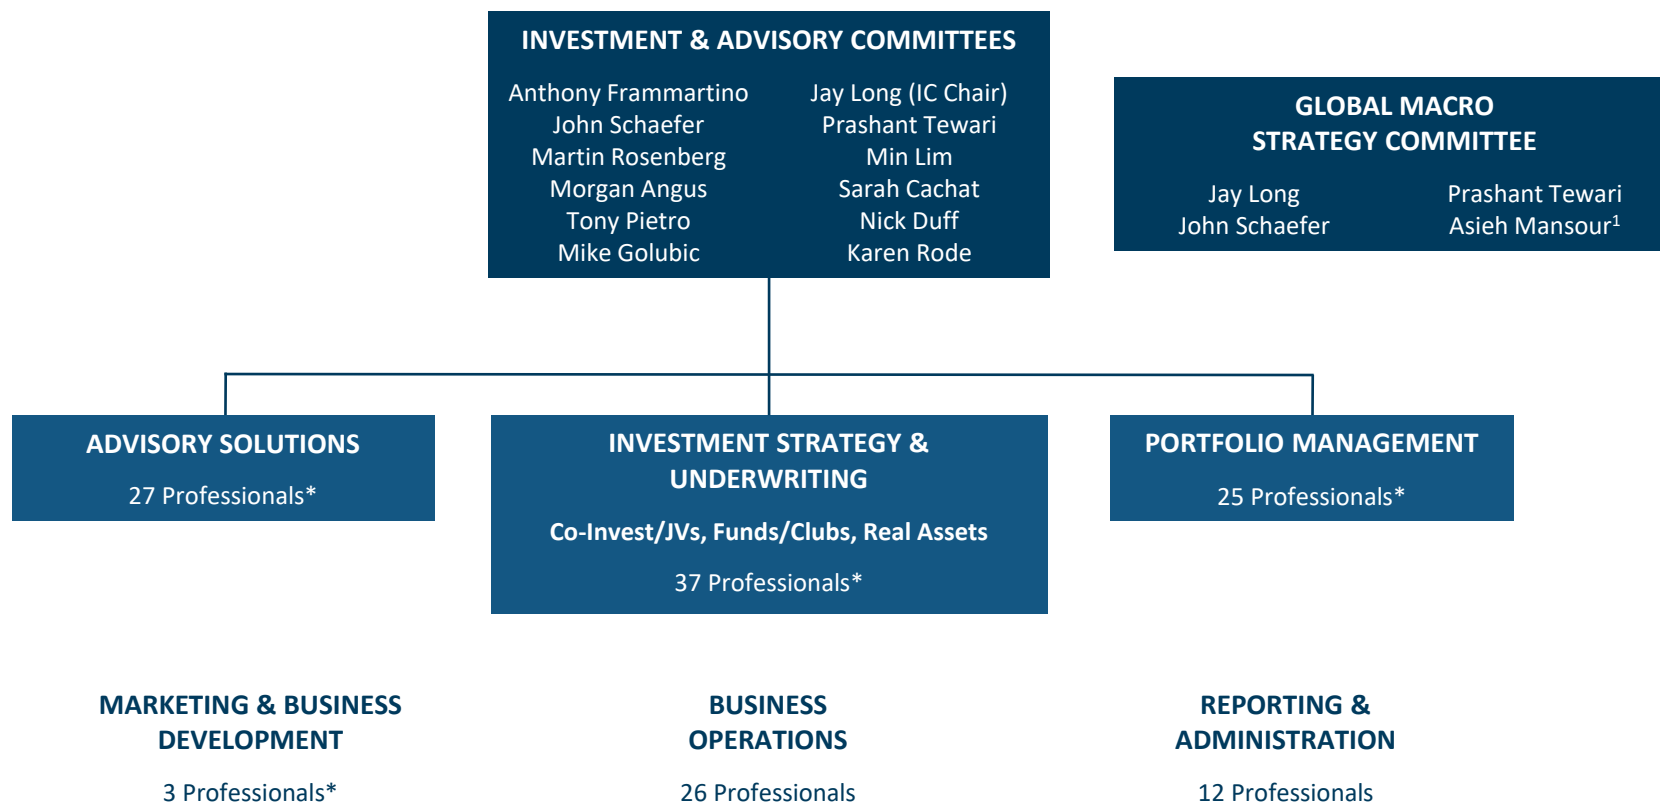 INVESTMENT & ADVISORY COMMITTEES
Anthony Frammartino
John Schaefer
Martin Rosenberg
Morgan Angus
Tony Pietro
Mike Golubic
Jay Long (IC Chair)
Prashant Tewari
Min Lim
Sarah Cachat
Nick Duff
Karen Rode
GLOBAL MACRO
STRATEGY COMMITTEE
Jay Long
John Schaefer
Prashant Tewari
Asieh Mansour¹
ADVISORY SOLUTIONS
27 Professionals*
INVESTMENT STRATEGY &
UNDERWRITING
Co-Invest/JVs, Funds/Clubs, Real Assets
37 Professionals*
PORTFOLIO MANAGEMENT
25 Professionals*
MARKETING & BUSINESS
DEVELOPMENT
3 Professionals*
BUSINESS
OPERATIONS
26 Professionals
REPORTING &
ADMINISTRATION
12 Professionals